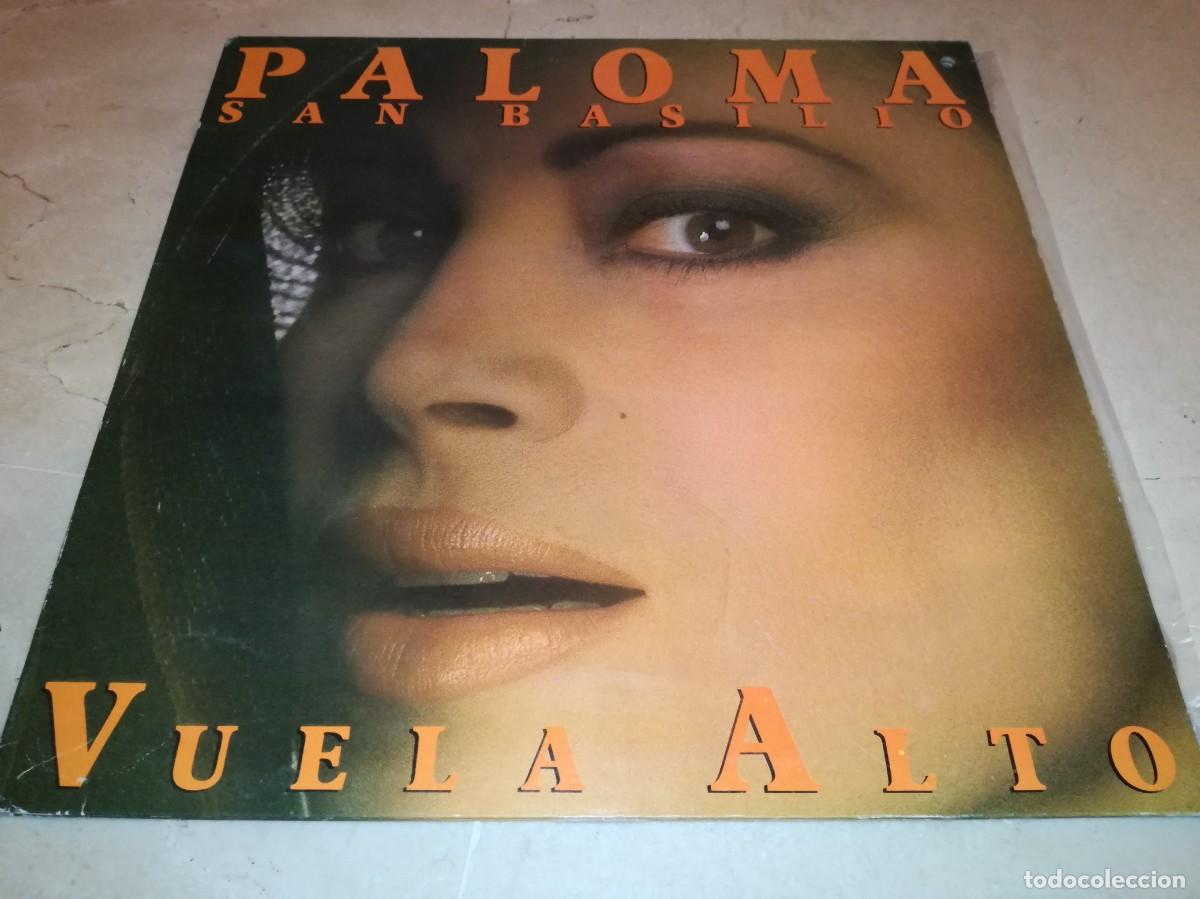 PALOMA
SAN BASILIO
VUELA ALTO
todocoleccion